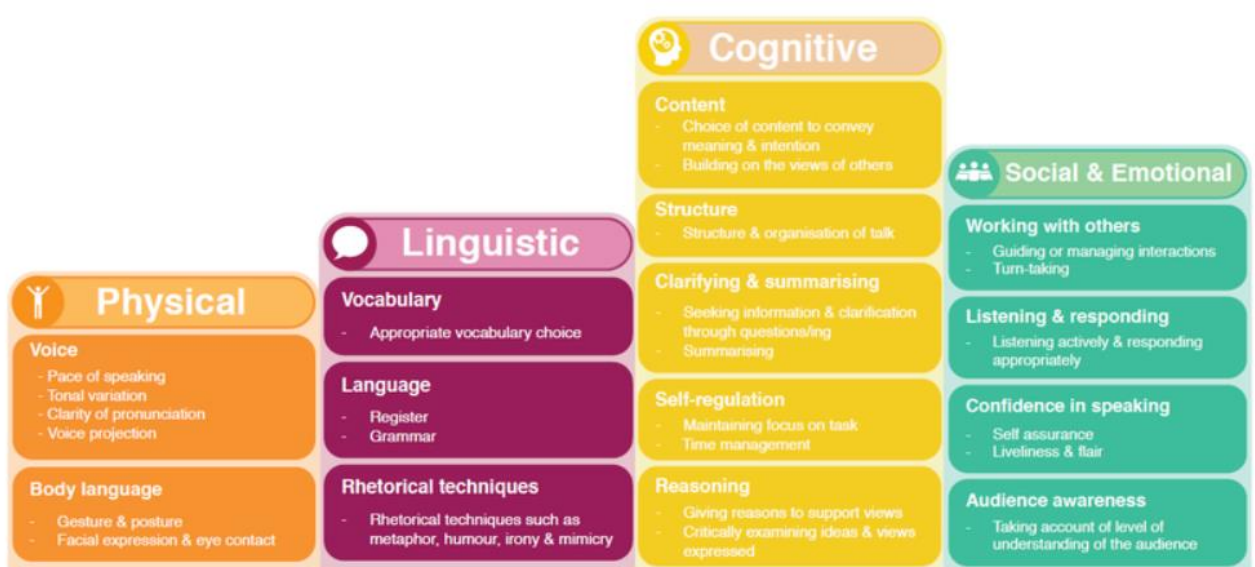 Physical
Voice
- Pace of speaking
- Tonal variation
- Clarity of pronunciation
- Voice projection
Body language
- Gesture & posture
- Facial expression & eye contact
Linguistic
Vocabulary
- Appropriate vocabulary choice
Language
- Register
- Grammar
Rhetorical techniques
- Rhetorical techniques such as
metaphor, humour, irony & mimicry
Cognitive
Content
- Choice of content to convey
meaning & intention
- Building on the views of others
Structure
- Structure & organisation of talk
Clarifying & summarising
- Seeking information & clarification
through questions/ing
- Summarising
Self-regulation
- Maintaining focus on task
- Time management
Reasoning
- Giving reasons to support views
- Critically examining ideas & views
expressed
Social & Emotional
Working with others
- Guiding or managing interactions
- Turn-taking
Listening & responding
- Listening actively & responding
appropriately
Confidence in speaking
- Self assurance
- Liveliness & flair
Audience awareness
- Taking account of level of
understanding of the audience